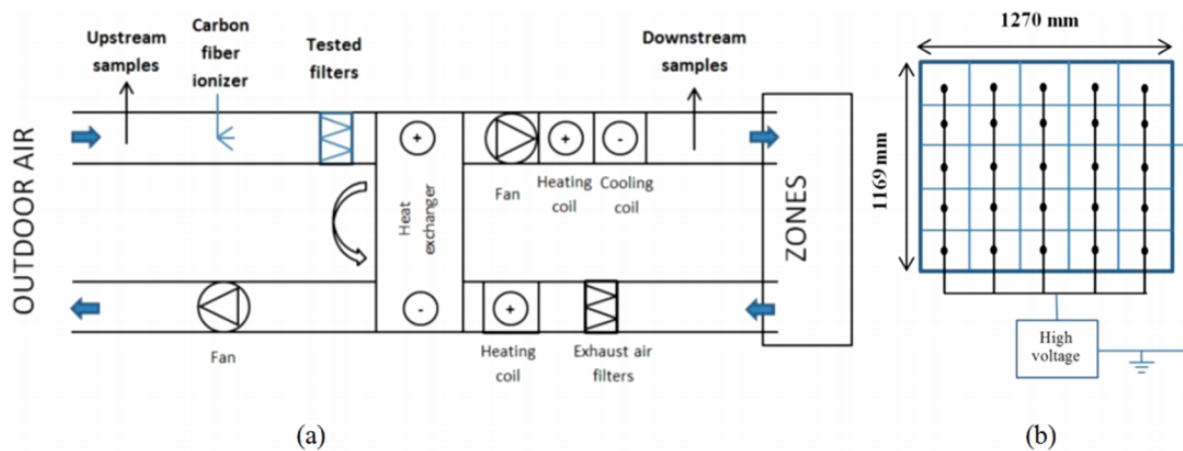 Upstream
samples
Carbon
fiber
ionizer
Tested
filters
Downstream
samples
OUTDOOR AIR
+
Heat
exchanger
-
Fan
+
Heating
coil
-
Cooling
coil
ZONES
Fan
+
Heating
coil
Exhaust air
filters
(a)
1270 mm
1169 mm
High
voltage
(b)